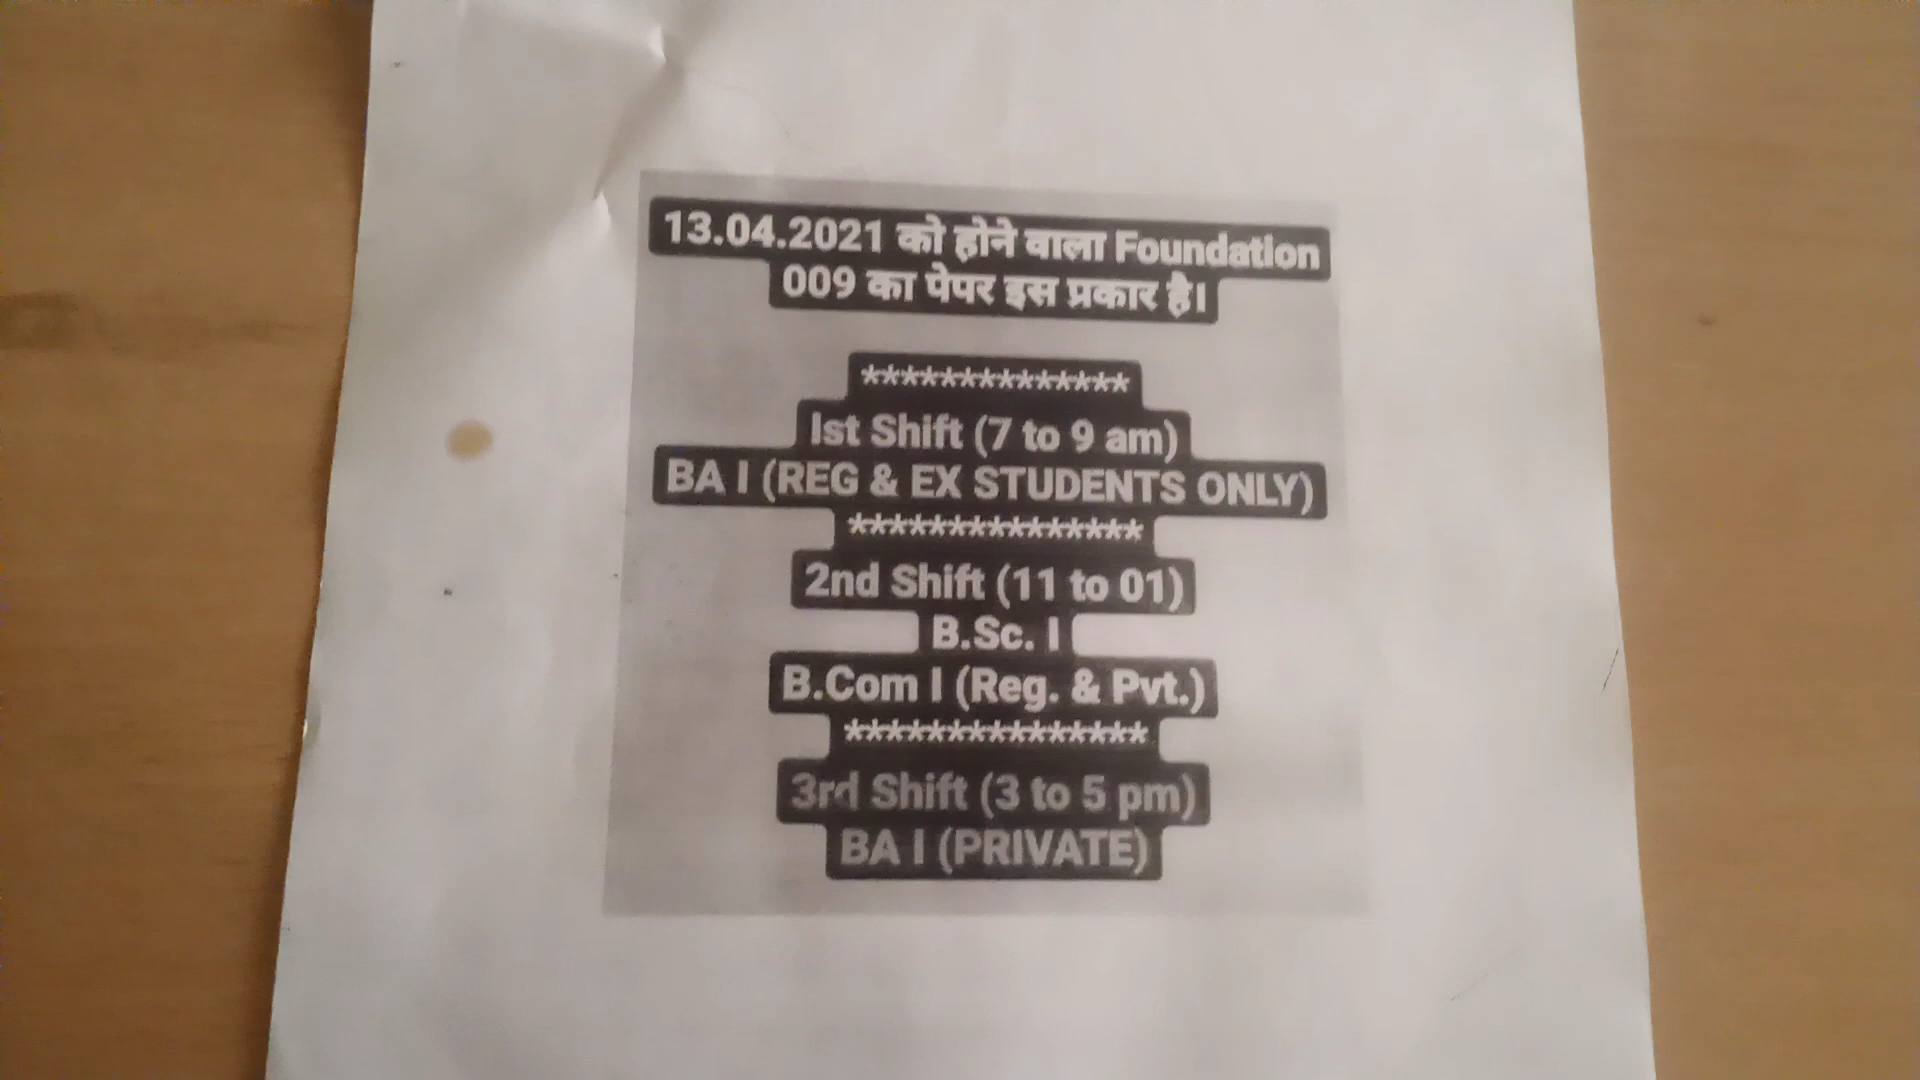 13.04.2021 को होने वाला Foundation
009 का पेपर इस प्रकार है।
**************
Ist Shift (7 to 9 am)
BA I (REG & EX STUDENTS ONLY)
***************
2nd Shift (11 to 01)
B.Sc. I
B.Com I (Reg. & Pvt.)
***************
3rd Shift (3 to 5 pm)
BA I (PRIVATE)